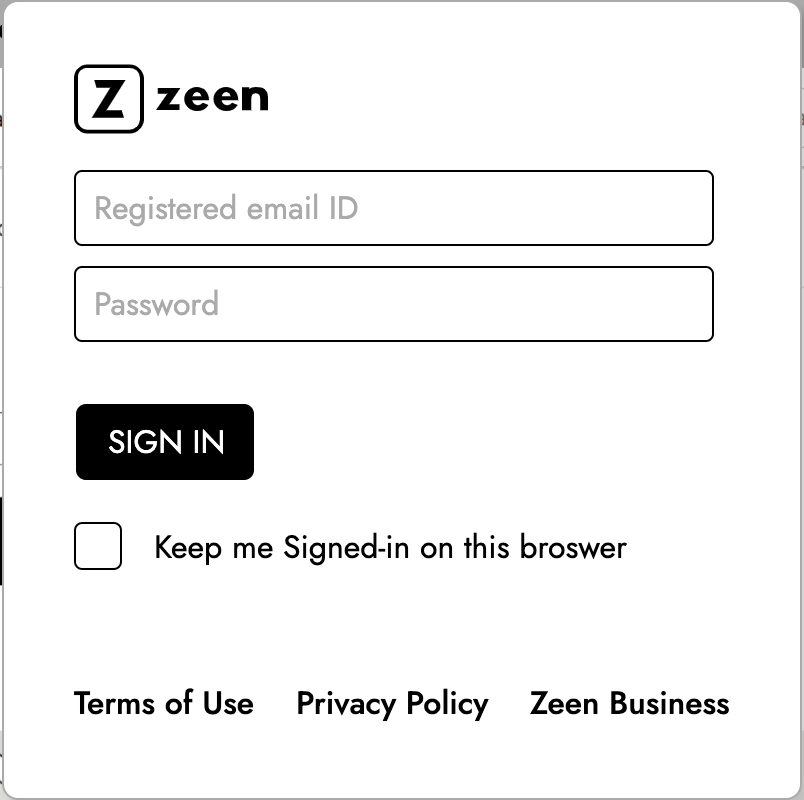 Z zeen
Registered email ID
Password
SIGN IN
Keep me Signed-in on this broswer
Terms of Use Privacy Policy Zeen Business